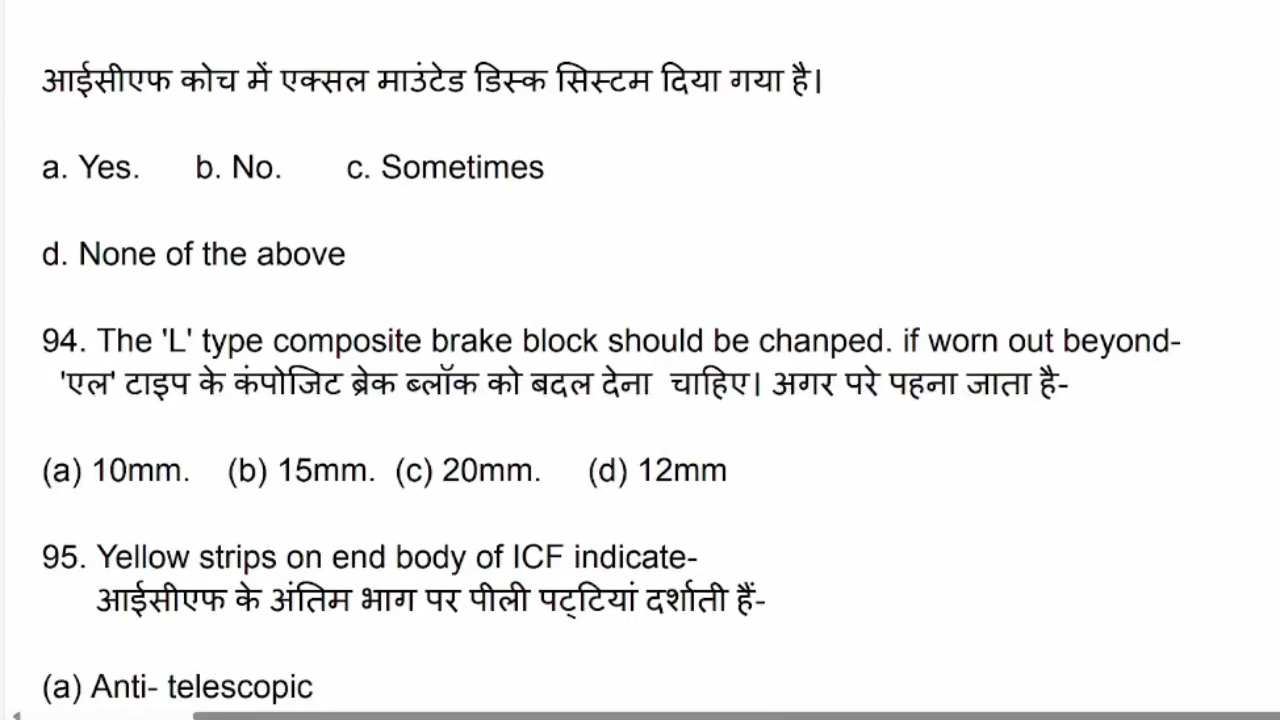 आईसीएफ कोच में एक्सल माउंटेड डिस्क सिस्टम दिया गया है।
a. Yes. b. No. c. Sometimes
d. None of the above
94. The 'L' type composite brake block should be chanped. if worn out beyond-
'एल' टाइप के कंपोजिट ब्रेक ब्लॉक को बदल देना चाहिए। अगर परे पहना जाता है-
(a) 10mm. (b) 15mm. (c) 20mm. (d) 12mm
95. Yellow strips on end body of ICF indicate-
आईसीएफ के अंतिम भाग पर पीली पट्टियां दर्शाती हैं-
(a) Anti- telescopic